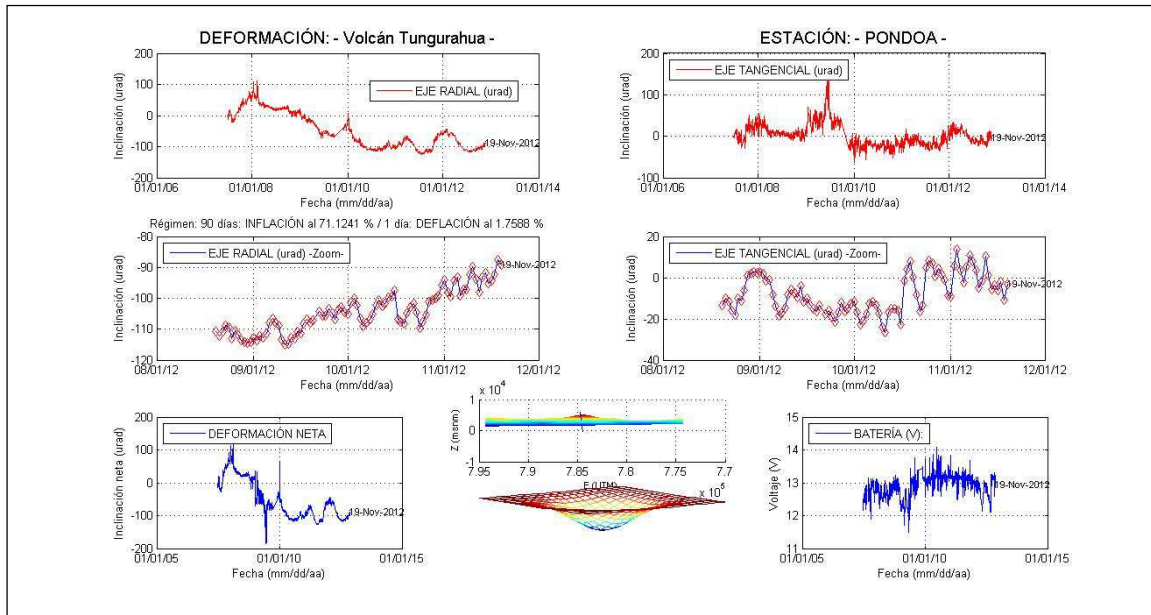 DEFORMACIÓN: - Volcán Tungurahua -
200
100
0
-100
-200
Inclinación (urad)
EJE RADIAL (urad)
19-Nov-2012
01/01/06
01/01/08
01/01/10
01/01/12
01/01/14
Fecha (mm/dd/aa)
ESTACIÓN: - PONDOA -
200
100
0
-100
Inclinación (urad)
EJE TANGENCIAL (urad)
19-Nov-2012
01/01/06
01/01/08
01/01/10
01/01/12
01/01/14
Fecha (mm/dd/aa)
Régimen: 90 días: INFLACIÓN al 71.1241 % / 1 día: DEFLACIÓN al 1.7588 %
-80
-90
-100
-110
-120
Inclinación (urad)
EJE RADIAL (urad) -Zoom-
19-Nov-2012
08/01/12
09/01/12
10/01/12
11/01/12
12/01/12
Fecha (mm/dd/aa)
20
0
-20
-40
Inclinación (urad)
EJE TANGENCIAL (urad) -Zoom-
19-Nov-2012
08/01/12
09/01/12
10/01/12
11/01/12
12/01/12
Fecha (mm/dd/aa)
200
100
0
-100
-200
Inclinación neta (urad)
DEFORMACIÓN NETA
19-Nov-2012
01/01/05
01/01/10
01/01/15
Fecha (mm/dd/aa)
x 10⁴
1
0
-1
Z (msnm)
7.95
7.9
7.85
7.8
7.75
7.7
E (UTM)
x 10⁵
15
14
13
12
11
Voltaje (V)
BATERÍA (V):
19-Nov-2012
01/01/05
01/01/10
01/01/15
Fecha (mm/dd/aa)